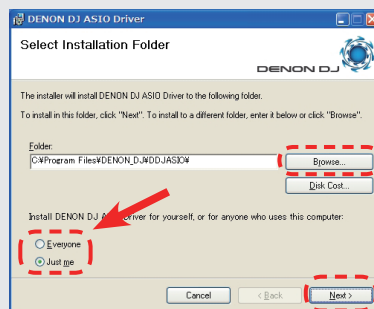 DENON DJ ASIO Driver
Select Installation Folder
DENON DJ
The installer will install DENON DJ ASIO Driver to the following folder.
To install in this folder, click "Next". To install to a different folder, enter it below or click "Browse".
Folder:
C:¥Program Files¥DENON_DJ¥DDJASIO¥
Browse...
Disk Cost...
Install DENON DJ ASIO Driver for yourself, or for anyone who uses this computer:
Everyone
Just me
Cancel
< Back
Next >